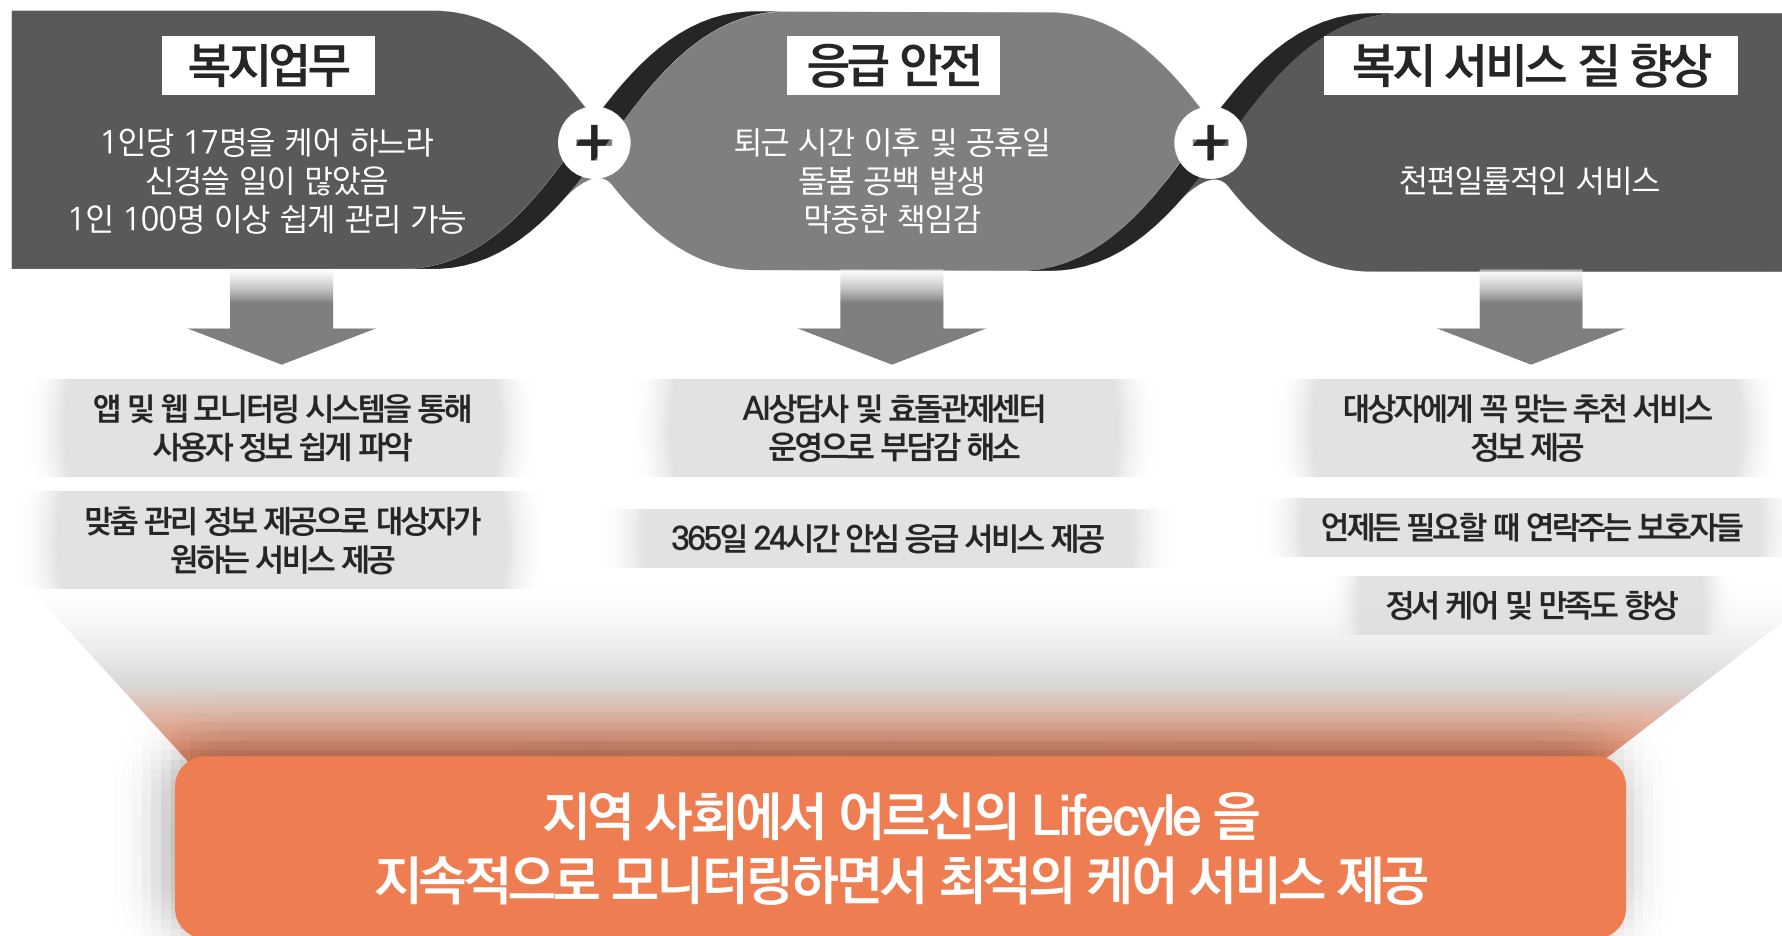 복지업무
1인당 17명을 케어 하느라
신경쓸 일이 많았음
1인 100명 이상 쉽게 관리 가능
+
응급 안전
퇴근 시간 이후 및 공휴일
돌봄 공백 발생
막중한 책임감
+
복지 서비스 질 향상
천편일률적인 서비스
앱 및 웹 모니터링 시스템을 통해
사용자 정보 쉽게 파악
맞춤 관리 정보 제공으로 대상자가
원하는 서비스 제공
AI상담사 및 효돌관제센터
운영으로 부담감 해소
365일 24시간 안심 응급 서비스 제공
대상자에게 꼭 맞는 추천 서비스
정보 제공
언제든 필요할 때 연락주는 보호자들
정서 케어 및 만족도 향상
지역 사회에서 어르신의 Lifecyle 을
지속적으로 모니터링하면서 최적의 케어 서비스 제공